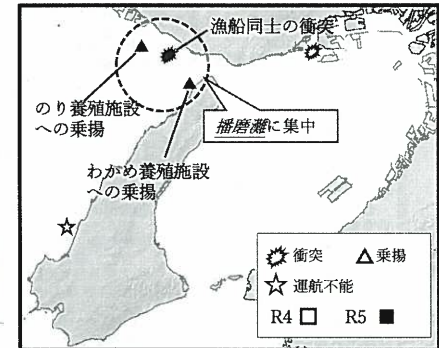 漁船同士の衝突
のり養殖施設
への乗揚
播磨灘に集中
わかめ養殖施設
への乗揚
衝突 乗揚
運航不能
R4 R5